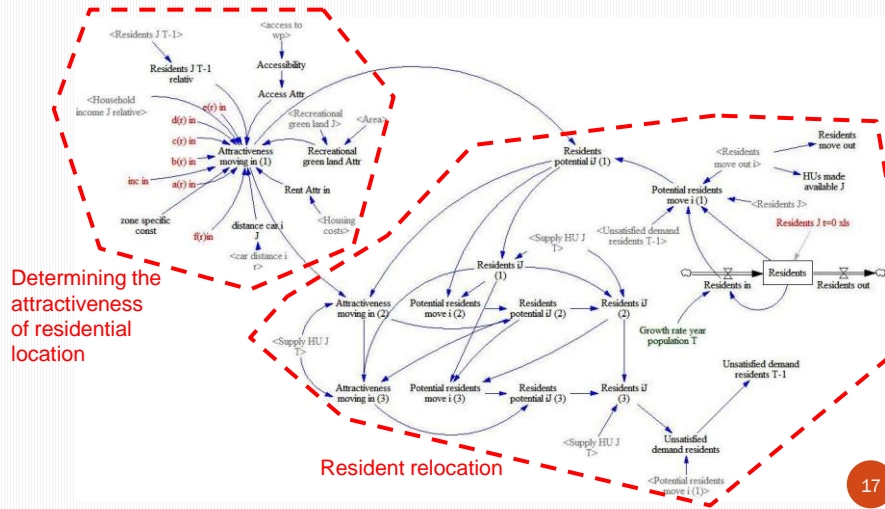 <access to
wp>
<Residents J T-1>
Residents J T-1
relativ
Accessibility
Access Attr
<Household
income J relative>
e(r) in
d(r) in
c(r) in
b(r) in
a(r) in
inc in
<Recreational
green land J>
<Area>
Attractiveness
moving in (1)
Recreational
green land Attr
Rent Attr in
<Housing
costs>
zone specific
const
f(r)in
distance car i
J
<car distance i
r>
Determining the
attractiveness
of residential
location
Residents
potential iJ (1)
<Residents
move out i>
Residents
move out
HUs made
available J
Potential residents
move i (1)
<Residents J>
<Unsatisfied demand
residents T-1>
Residents J t=0 xls
<Supply HU J
T>
Residents iJ
(1)
Residents in
Residents
Residents out
Growth rate year
population T
Attractiveness
moving in (2)
Potential residents
move i (2)
Residents
potential iJ (2)
Residents iJ
(2)
<Supply HU J
T>
Attractiveness
moving in (3)
Potential residents
move i (3)
Residents
potential iJ (3)
Residents iJ
(3)
Unsatisfied demand
residents T-1
<Supply HU J
T>
Unsatisfied
demand residents
<Potential residents
move i (1)>
Resident relocation
17